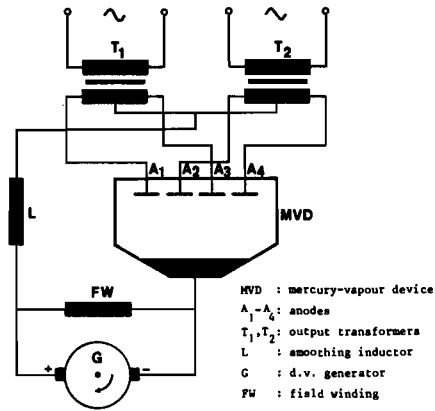 T1
T2
A1 A2 A3 A4
MVD
L
FW
G
+ -
MVD : mercury-vapour device
A1-A4: anodes
T1,T2: output transformers
L : smoothing inductor
G : d.v. generator
FW : field winding